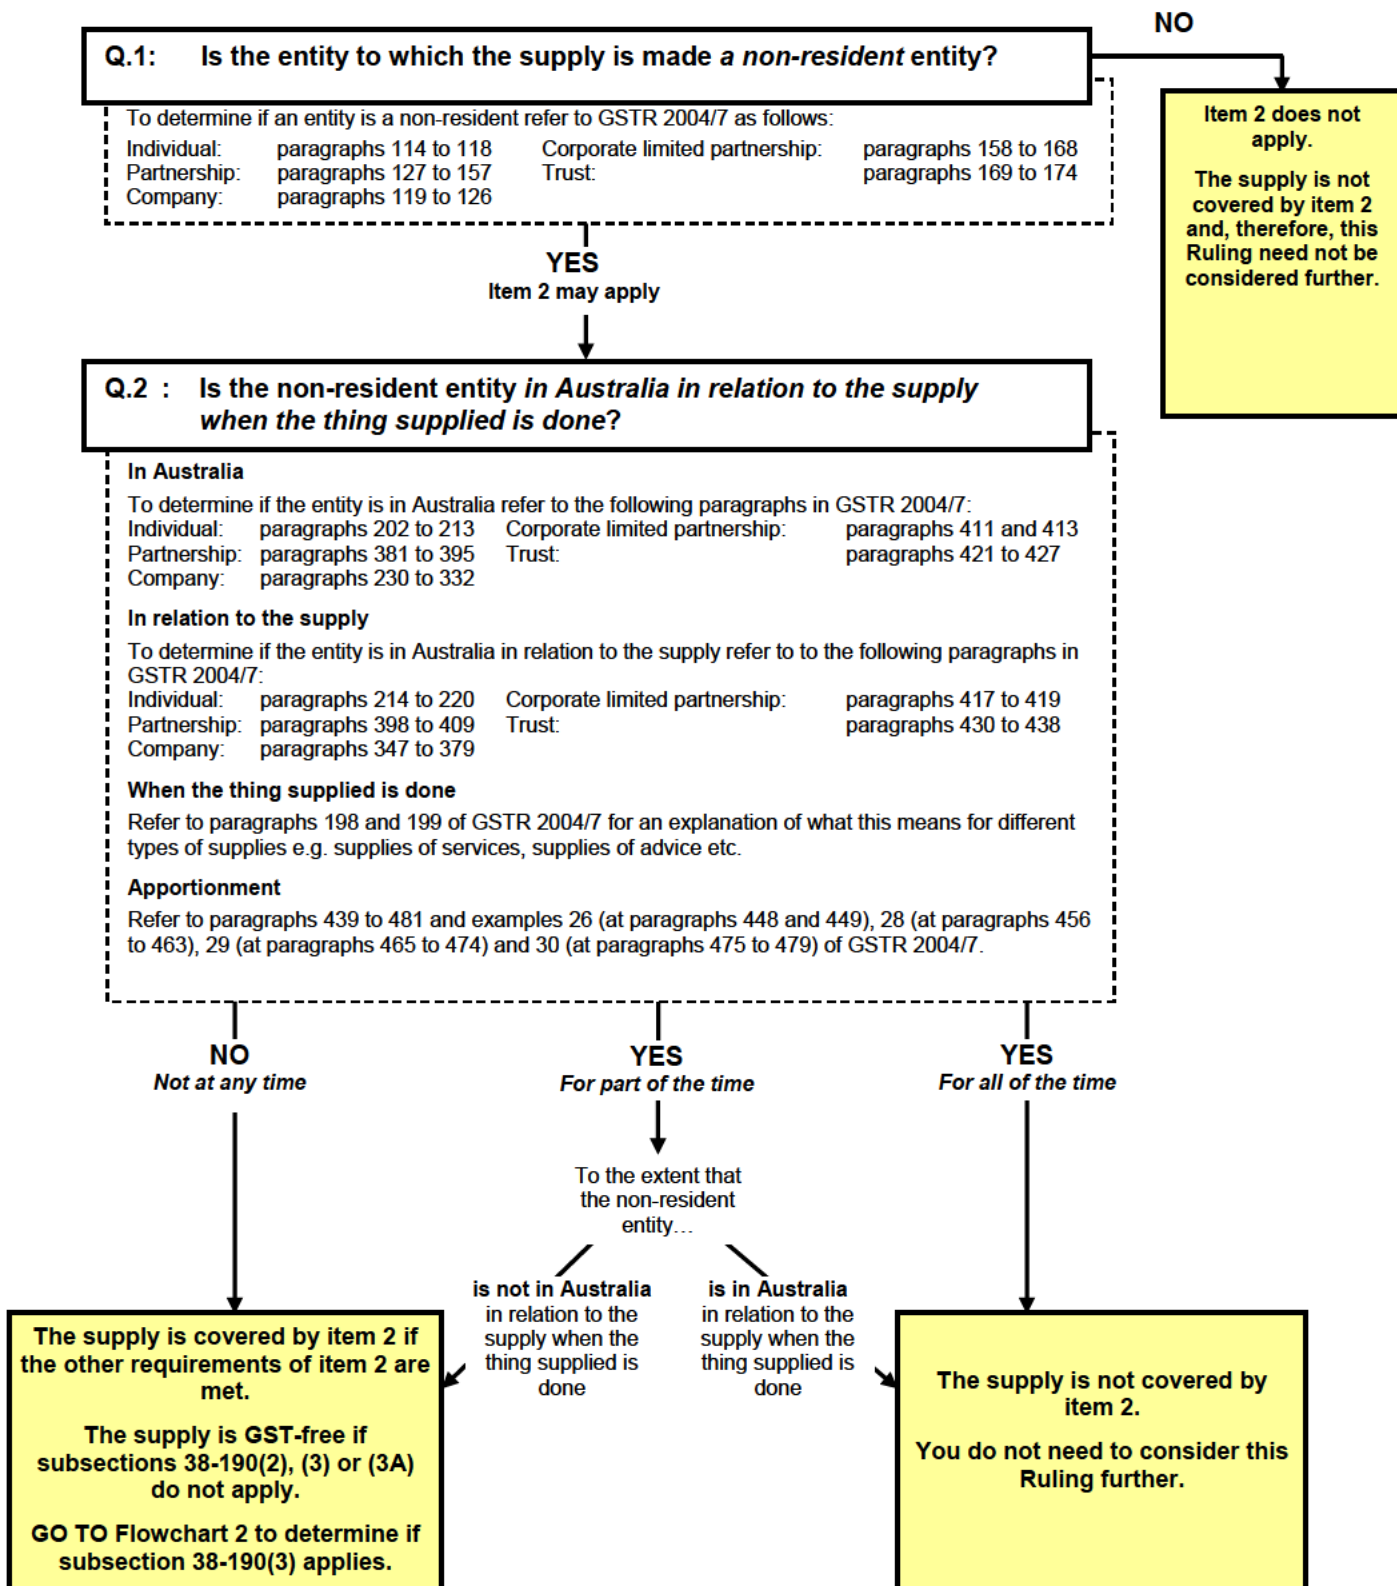 NO
Q.1: Is the entity to which the supply is made a non-resident entity?
To determine if an entity is a non-resident refer to GSTR 2004/7 as follows:
Individual: paragraphs 114 to 118 Corporate limited partnership: paragraphs 158 to 168
Partnership: paragraphs 127 to 157 Trust: paragraphs 169 to 174
Company: paragraphs 119 to 126
Item 2 does not
apply.
The supply is not
covered by item 2
and, therefore, this
Ruling need not be
considered further.
YES
Item 2 may apply
Q.2 : Is the non-resident entity in Australia in relation to the supply
when the thing supplied is done?
In Australia
To determine if the entity is in Australia refer to the following paragraphs in GSTR 2004/7:
Individual: paragraphs 202 to 213 Corporate limited partnership: paragraphs 411 and 413
Partnership: paragraphs 381 to 395 Trust: paragraphs 421 to 427
Company: paragraphs 230 to 332
In relation to the supply
To determine if the entity is in Australia in relation to the supply refer to to the following paragraphs in
GSTR 2004/7:
Individual: paragraphs 214 to 220 Corporate limited partnership: paragraphs 417 to 419
Partnership: paragraphs 398 to 409 Trust: paragraphs 430 to 438
Company: paragraphs 347 to 379
When the thing supplied is done
Refer to paragraphs 198 and 199 of GSTR 2004/7 for an explanation of what this means for different
types of supplies e.g. supplies of services, supplies of advice etc.
Apportionment
Refer to paragraphs 439 to 481 and examples 26 (at paragraphs 448 and 449), 28 (at paragraphs 456
to 463), 29 (at paragraphs 465 to 474) and 30 (at paragraphs 475 to 479) of GSTR 2004/7.
NO
Not at any time
YES
For part of the time
YES
For all of the time
To the extent that
the non-resident
entity…
is not in Australia
in relation to the
supply when the
thing supplied is
done
is in Australia
in relation to the
supply when the
thing supplied is
done
The supply is covered by item 2 if
the other requirements of item 2 are
met.
The supply is GST-free if
subsections 38-190(2), (3) or (3A)
do not apply.
GO TO Flowchart 2 to determine if
subsection 38-190(3) applies.
The supply is not covered by
item 2.
You do not need to consider this
Ruling further.